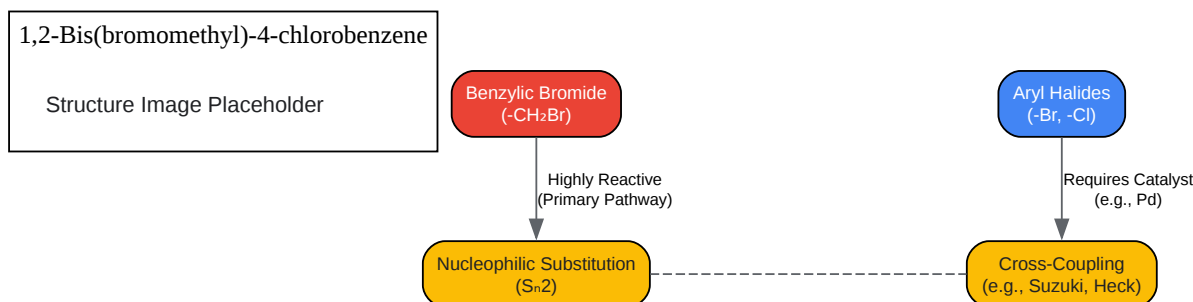 1,2-Bis(bromomethyl)-4-chlorobenzene
Structure Image Placeholder
Benzylic Bromide
(-CH₂Br)
Aryl Halides
(-Br, -Cl)
Highly Reactive
(Primary Pathway)
Requires Catalyst
(e.g., Pd)
Nucleophilic Substitution
(Sₙ2)
Cross-Coupling
(e.g., Suzuki, Heck)